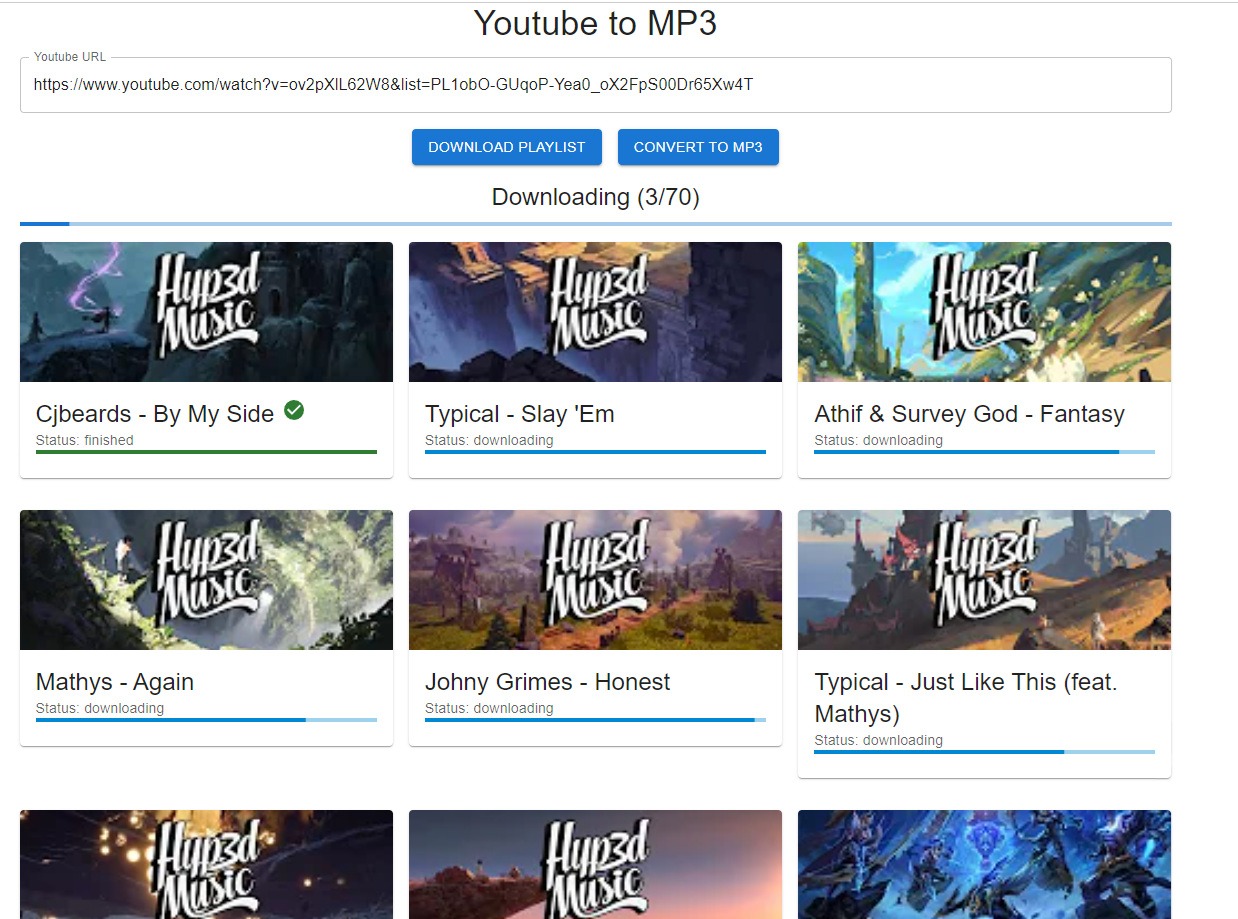 Youtube to MP3
Youtube URL
https://www.youtube.com/watch?v=ov2pXlL62W8&list=PL1obO-GUqoP-Yea0_oX2FpS00Dr65Xw4T
DOWNLOAD PLAYLIST
CONVERT TO MP3
Downloading (3/70)
Hyp3d
Music
Hyp3d
Music
Hyp3d
Music
Cjbeards - By My Side
Status: finished
Typical - Slay 'Em
Status: downloading
Athif & Survey God - Fantasy
Status: downloading
Hyp3d
Music
Hyp3d
Music
Hyp3d
Music
Mathys - Again
Status: downloading
Johny Grimes - Honest
Status: downloading
Typical - Just Like This (feat.
Mathys)
Status: downloading
Hyp3d
Music
Hyp3d
Music